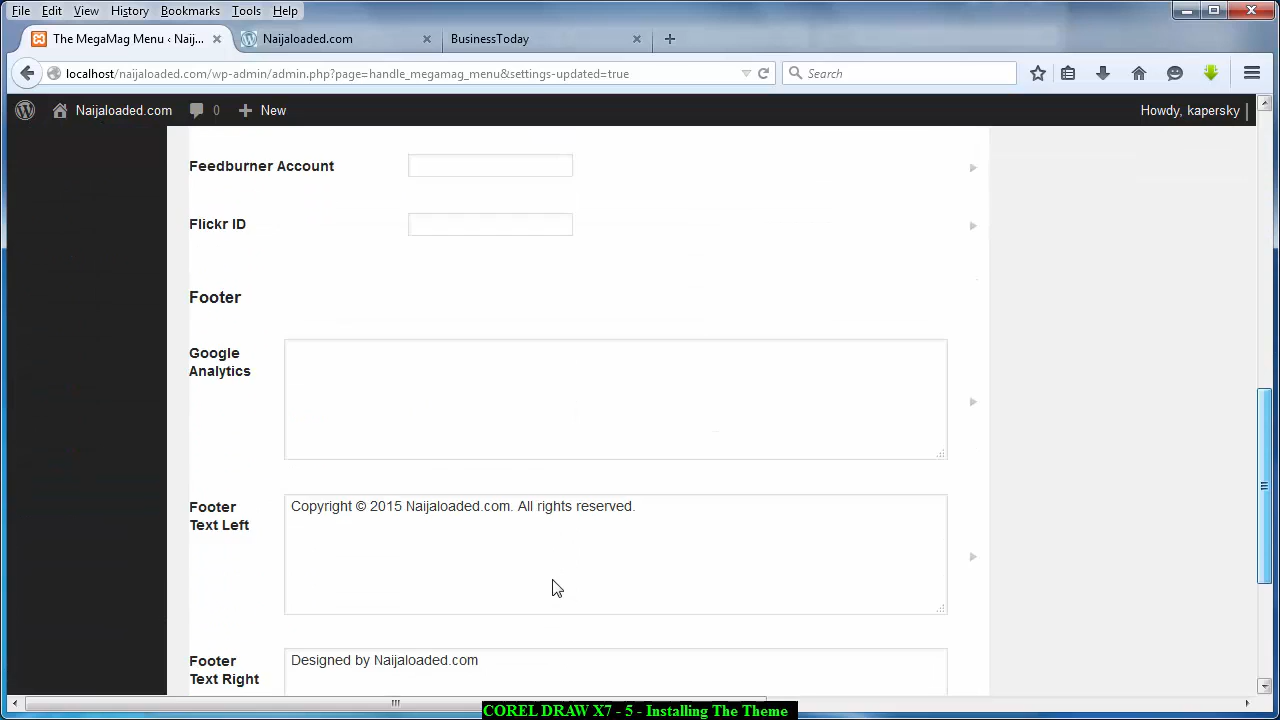 File Edit View History Bookmarks Tools Help
The MegaMag Menu ‹ Naij... Naijaloaded.com BusinessToday
localhost/naijaloaded.com/wp-admin/admin.php?page=handle_megamag_menu&settings-updated=true Search
Naijaloaded.com 0 New Howdy, kapersky
Feedburner Account
Flickr ID
Footer
Google
Analytics
Footer
Text Left
Copyright © 2015 Naijaloaded.com. All rights reserved.
Footer
Text Right
Designed by Naijaloaded.com
COREL DRAW X7 - 5 - Installing The Theme